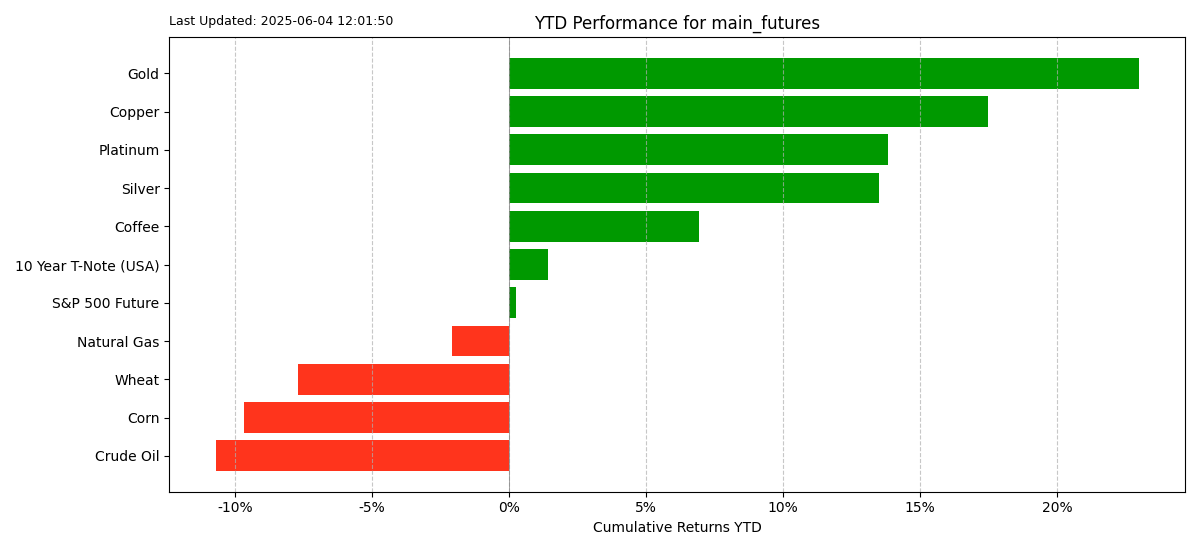 Last Updated: 2025-06-04 12:01:50
YTD Performance for main_futures
Gold
Copper
Platinum
Silver
Coffee
10 Year T-Note (USA)
S&P 500 Future
Natural Gas
Wheat
Corn
Crude Oil
-10% -5% 0% 5% 10% 15% 20%
Cumulative Returns YTD